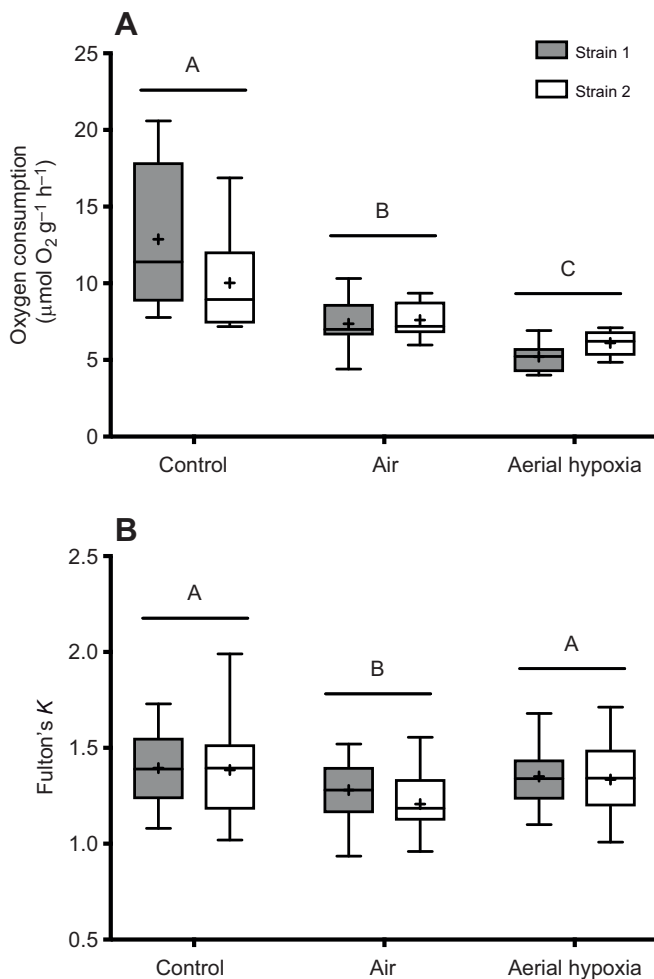 A
25
20
15
10
5
0
Oxygen consumption
(μmol O₂ g⁻¹ h⁻¹)
A
B
C
Strain 1
Strain 2
Control
Air
Aerial hypoxia
B
2.5
2.0
1.5
1.0
0.5
Fulton's K
A
B
A
Control
Air
Aerial hypoxia